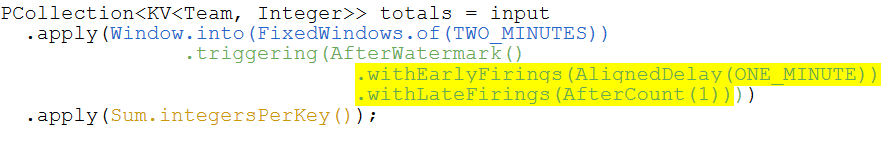 PCollection<KV<Team, Integer>> totals = input
.apply(Window.into(FixedWindows.of(TWO_MINUTES))
.triggering(AfterWatermark()
.withEarlyFirings(AlignedDelay(ONE_MINUTE))
.withLateFirings(AfterCount(1))))
.apply(Sum.integersPerKey());